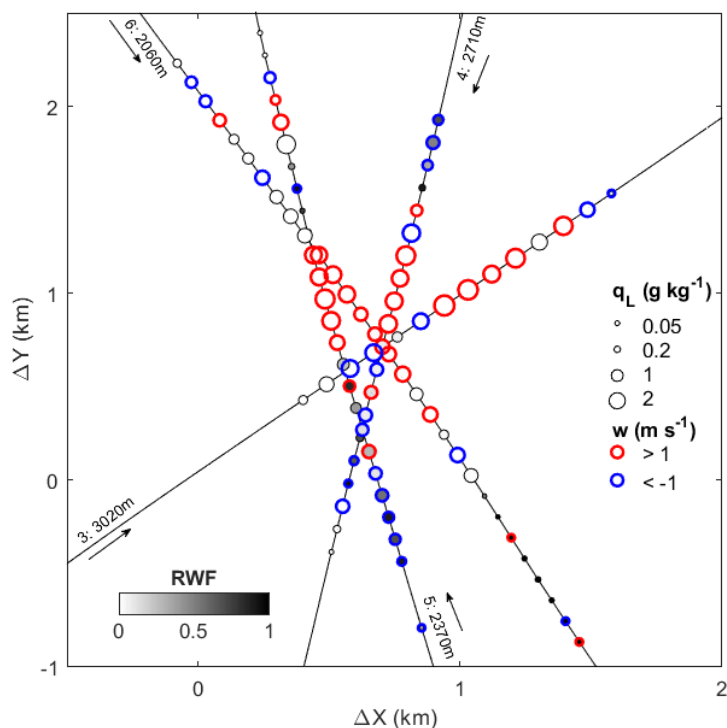 6: 2060m
4: 2710m
2
q_L (g kg⁻¹)
0.05
0.2
1
2
w (m s⁻¹)
> 1
< -1
1
ΔY (km)
0
3: 3020m
5: 2370m
RWF
0
0.5
1
-1
0
1
2
ΔX (km)